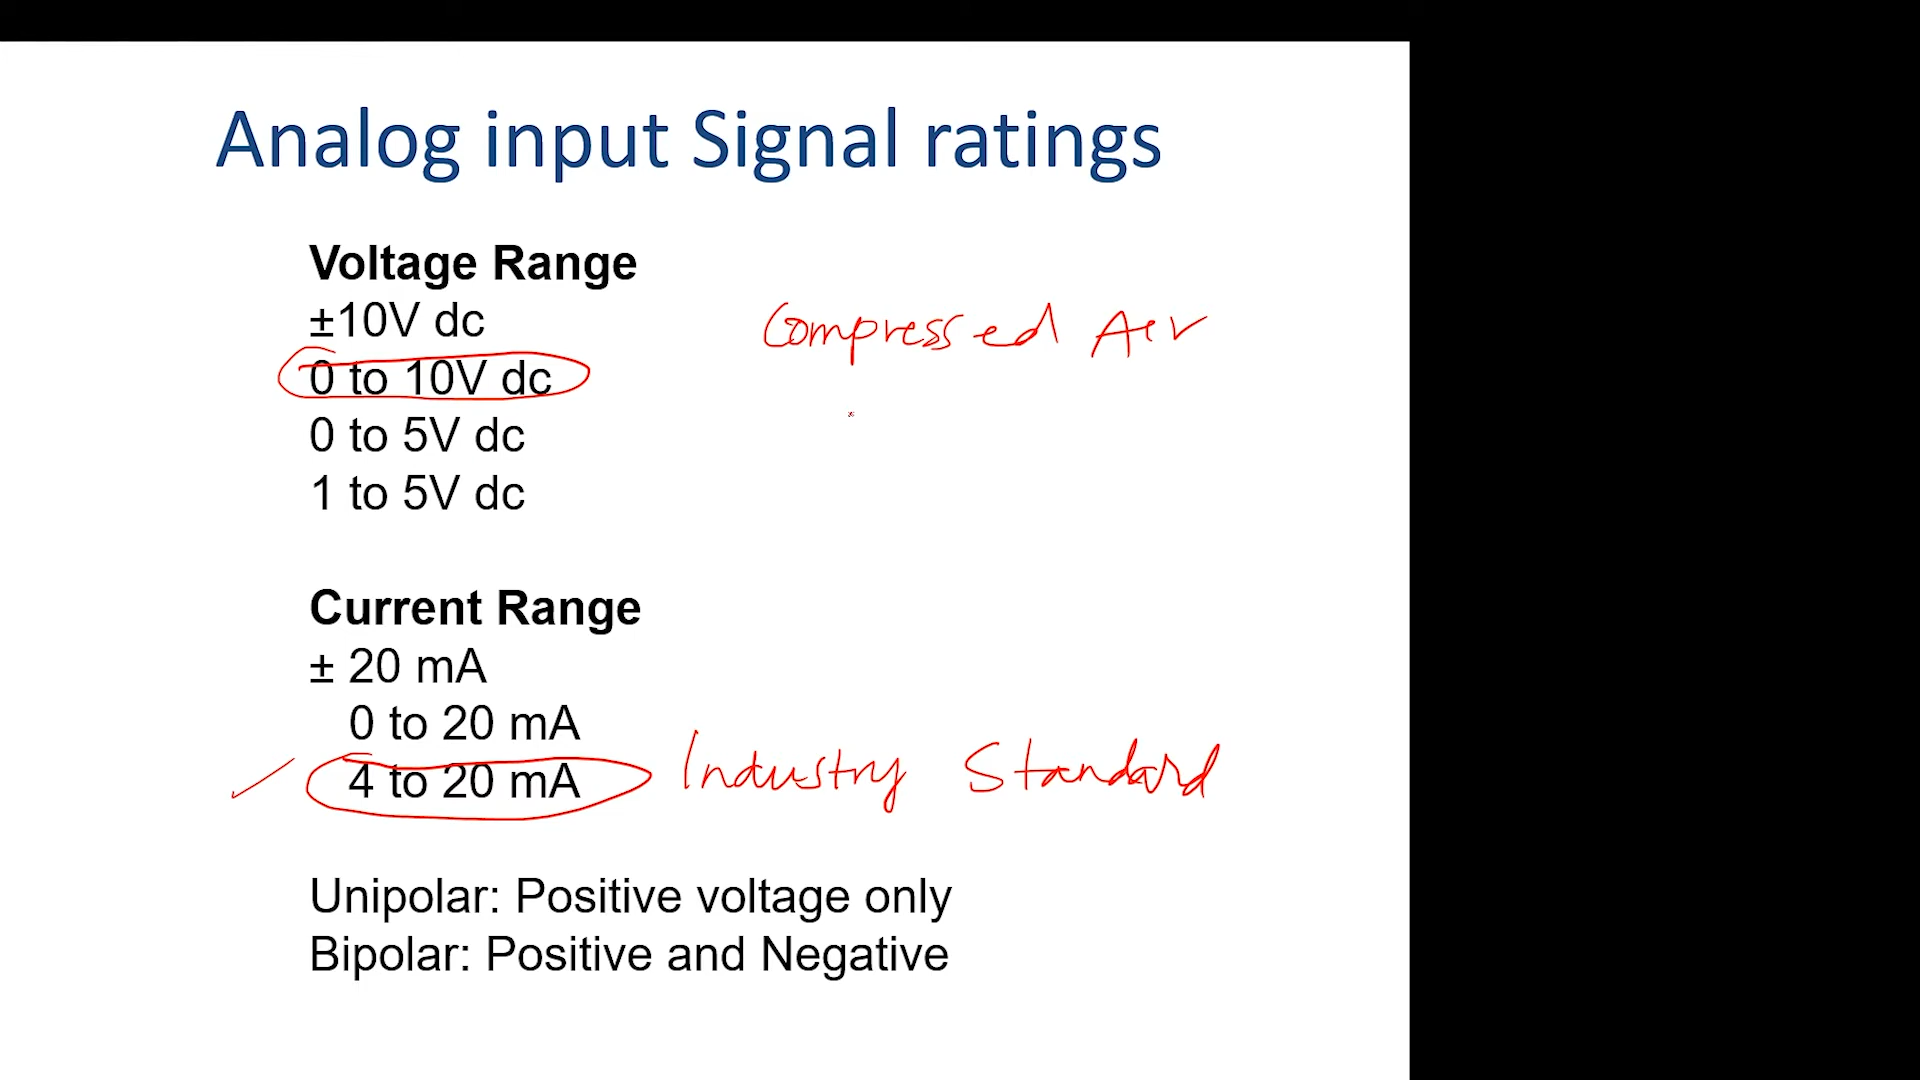 Analog input Signal ratings
Voltage Range
±10V dc
Compressed Air
0 to 10V dc
0 to 5V dc
1 to 5V dc
Current Range
± 20 mA
0 to 20 mA
4 to 20 mA Industry Standard
Unipolar: Positive voltage only
Bipolar: Positive and Negative